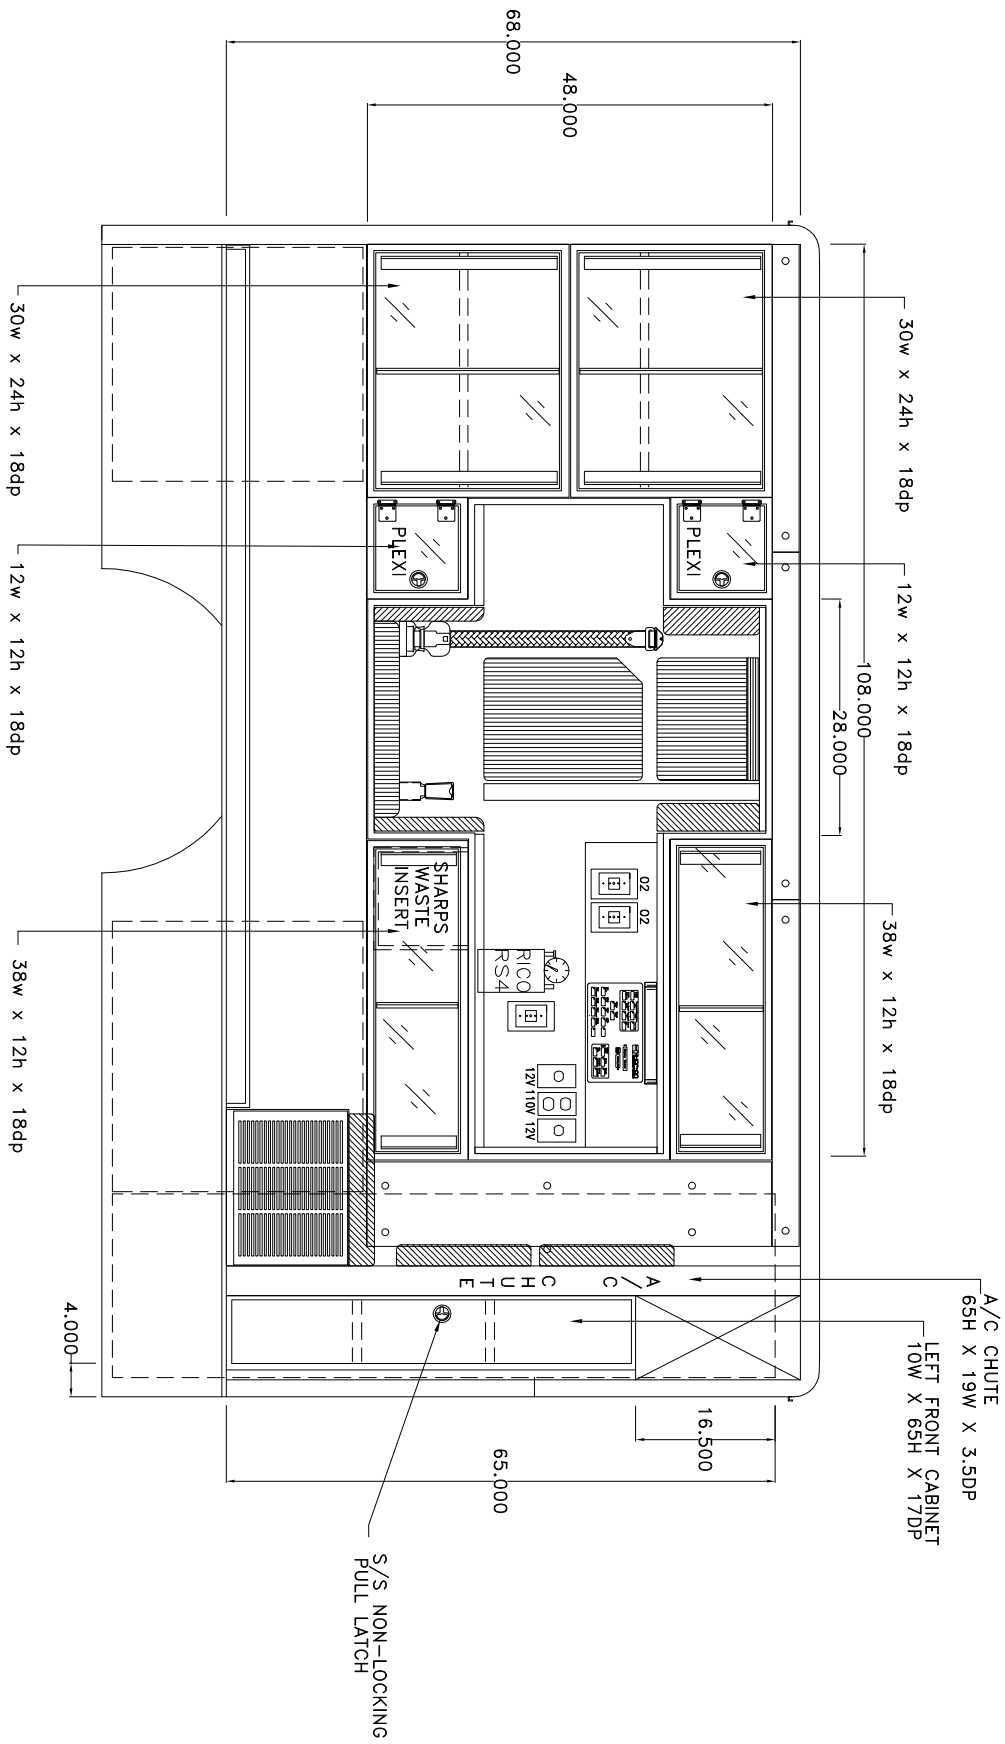 A/C CHUTE
65H X 19W X 3.5DP
LEFT FRONT CABINET
10W X 65H X 17DP
30w x 24h x 18dp
12w x 12h x 18dp
38w x 12h x 18dp
108.000
28.000
68.000
48.000
16.500
65.000
4.000
PLEXI
PLEXI
O2
O2
RICO
RS4
12V
110V
12V
SHARPS
WASTE
INSERT
A/C
CHUTE
30w x 24h x 18dp
12w x 12h x 18dp
38w x 12h x 18dp
S/S NON-LOCKING
PULL LATCH